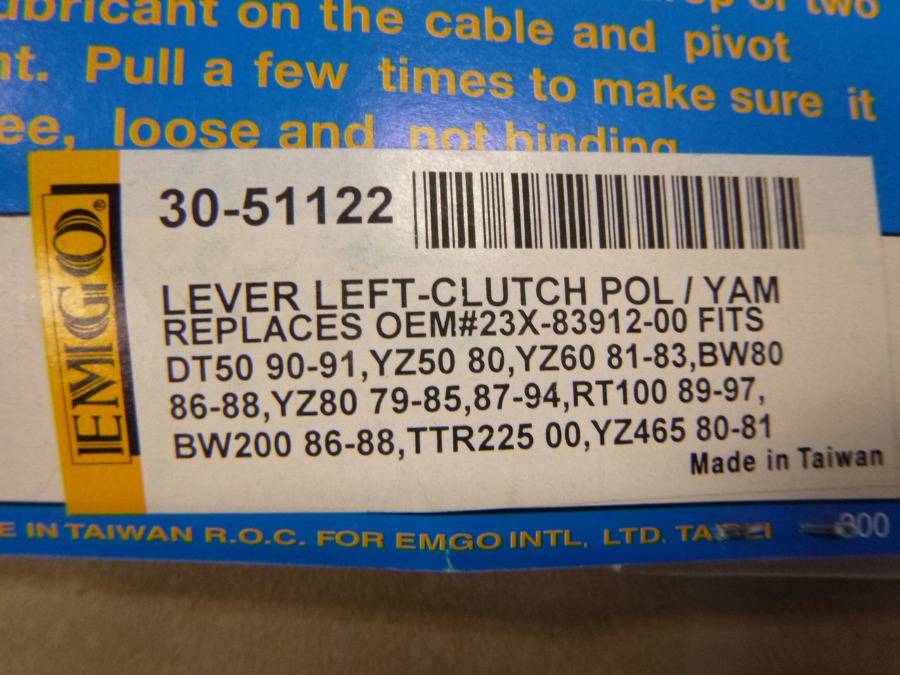 ubricant on the cable and pivot
nt. Pull a few times to make sure it
ee, loose and not binding
EMGO®
30-51122
LEVER LEFT-CLUTCH POL / YAM
REPLACES OEM#23X-83912-00 FITS
DT50 90-91,YZ50 80,YZ60 81-83,BW80
86-88,YZ80 79-85,87-94,RT100 89-97,
BW200 86-88,TTR225 00,YZ465 80-81
Made in Taiwan
E IN TAIWAN R.O.C. FOR EMGO INTL, LTD.